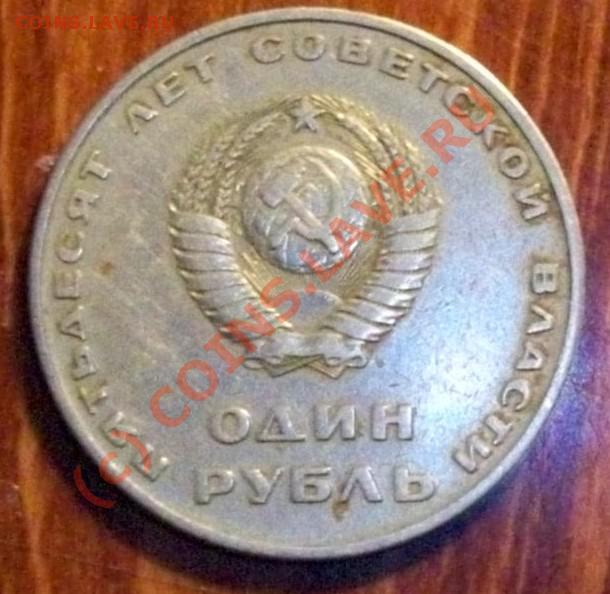 COINS.LAVE.RU
ПЯТЬДЕСЯТ ЛЕТ СОВЕТСКОЙ ВЛАСТИ
ОДИН
РУБЛЬ
(c) COINS.LAVE.RU